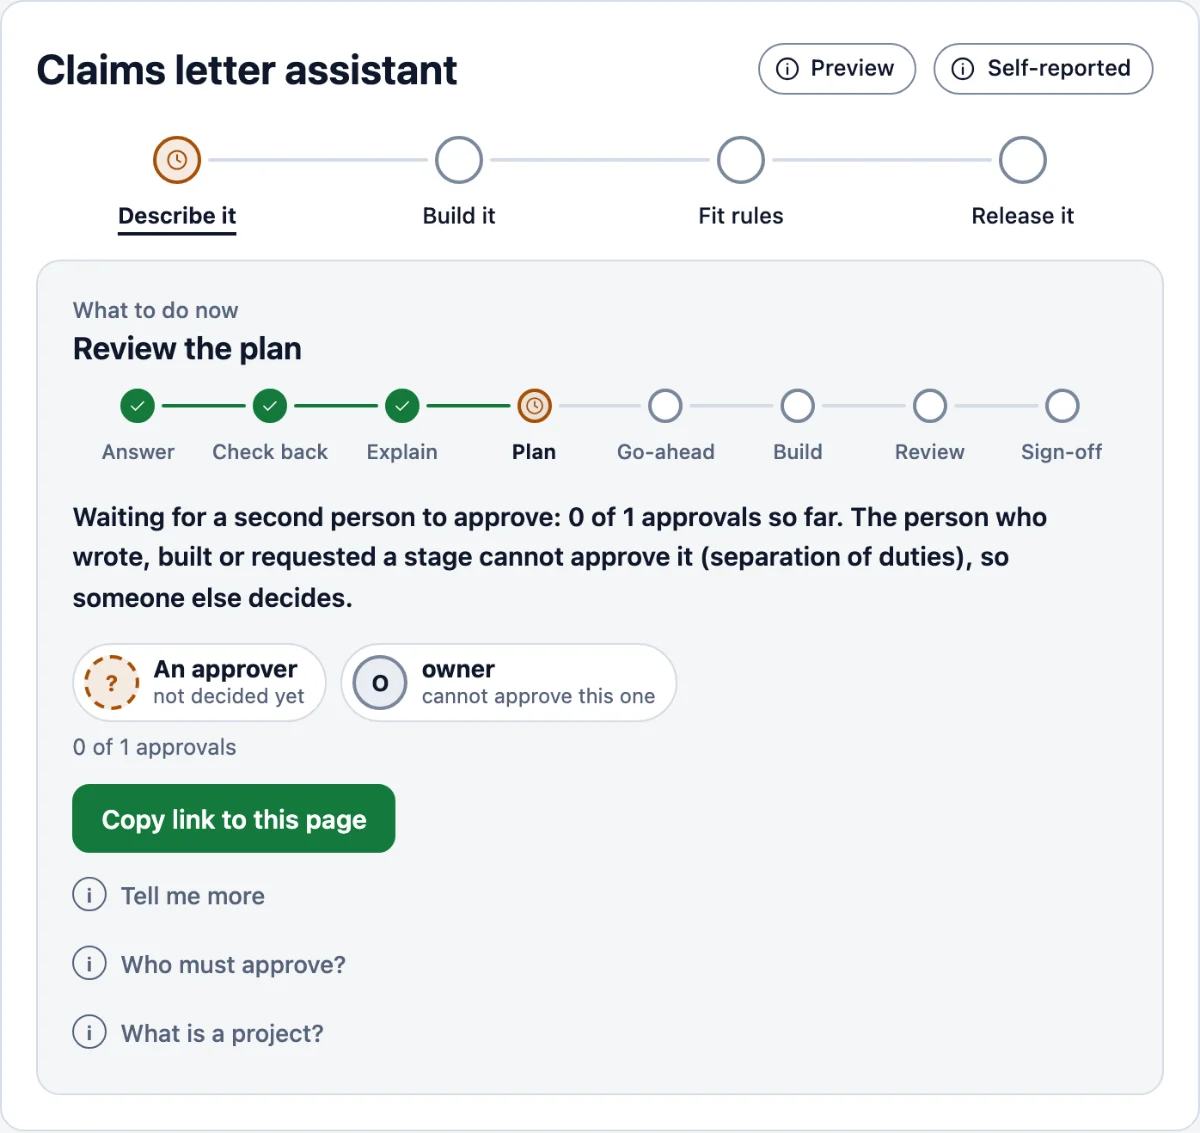 Claims letter assistant
Preview
Self-reported
Describe it
Build it
Fit rules
Release it
What to do now
Review the plan
Answer
Check back
Explain
Plan
Go-ahead
Build
Review
Sign-off
Waiting for a second person to approve: 0 of 1 approvals so far. The person who
wrote, built or requested a stage cannot approve it (separation of duties), so
someone else decides.
?
An approver
not decided yet
O
owner
cannot approve this one
0 of 1 approvals
Copy link to this page
Tell me more
Who must approve?
What is a project?